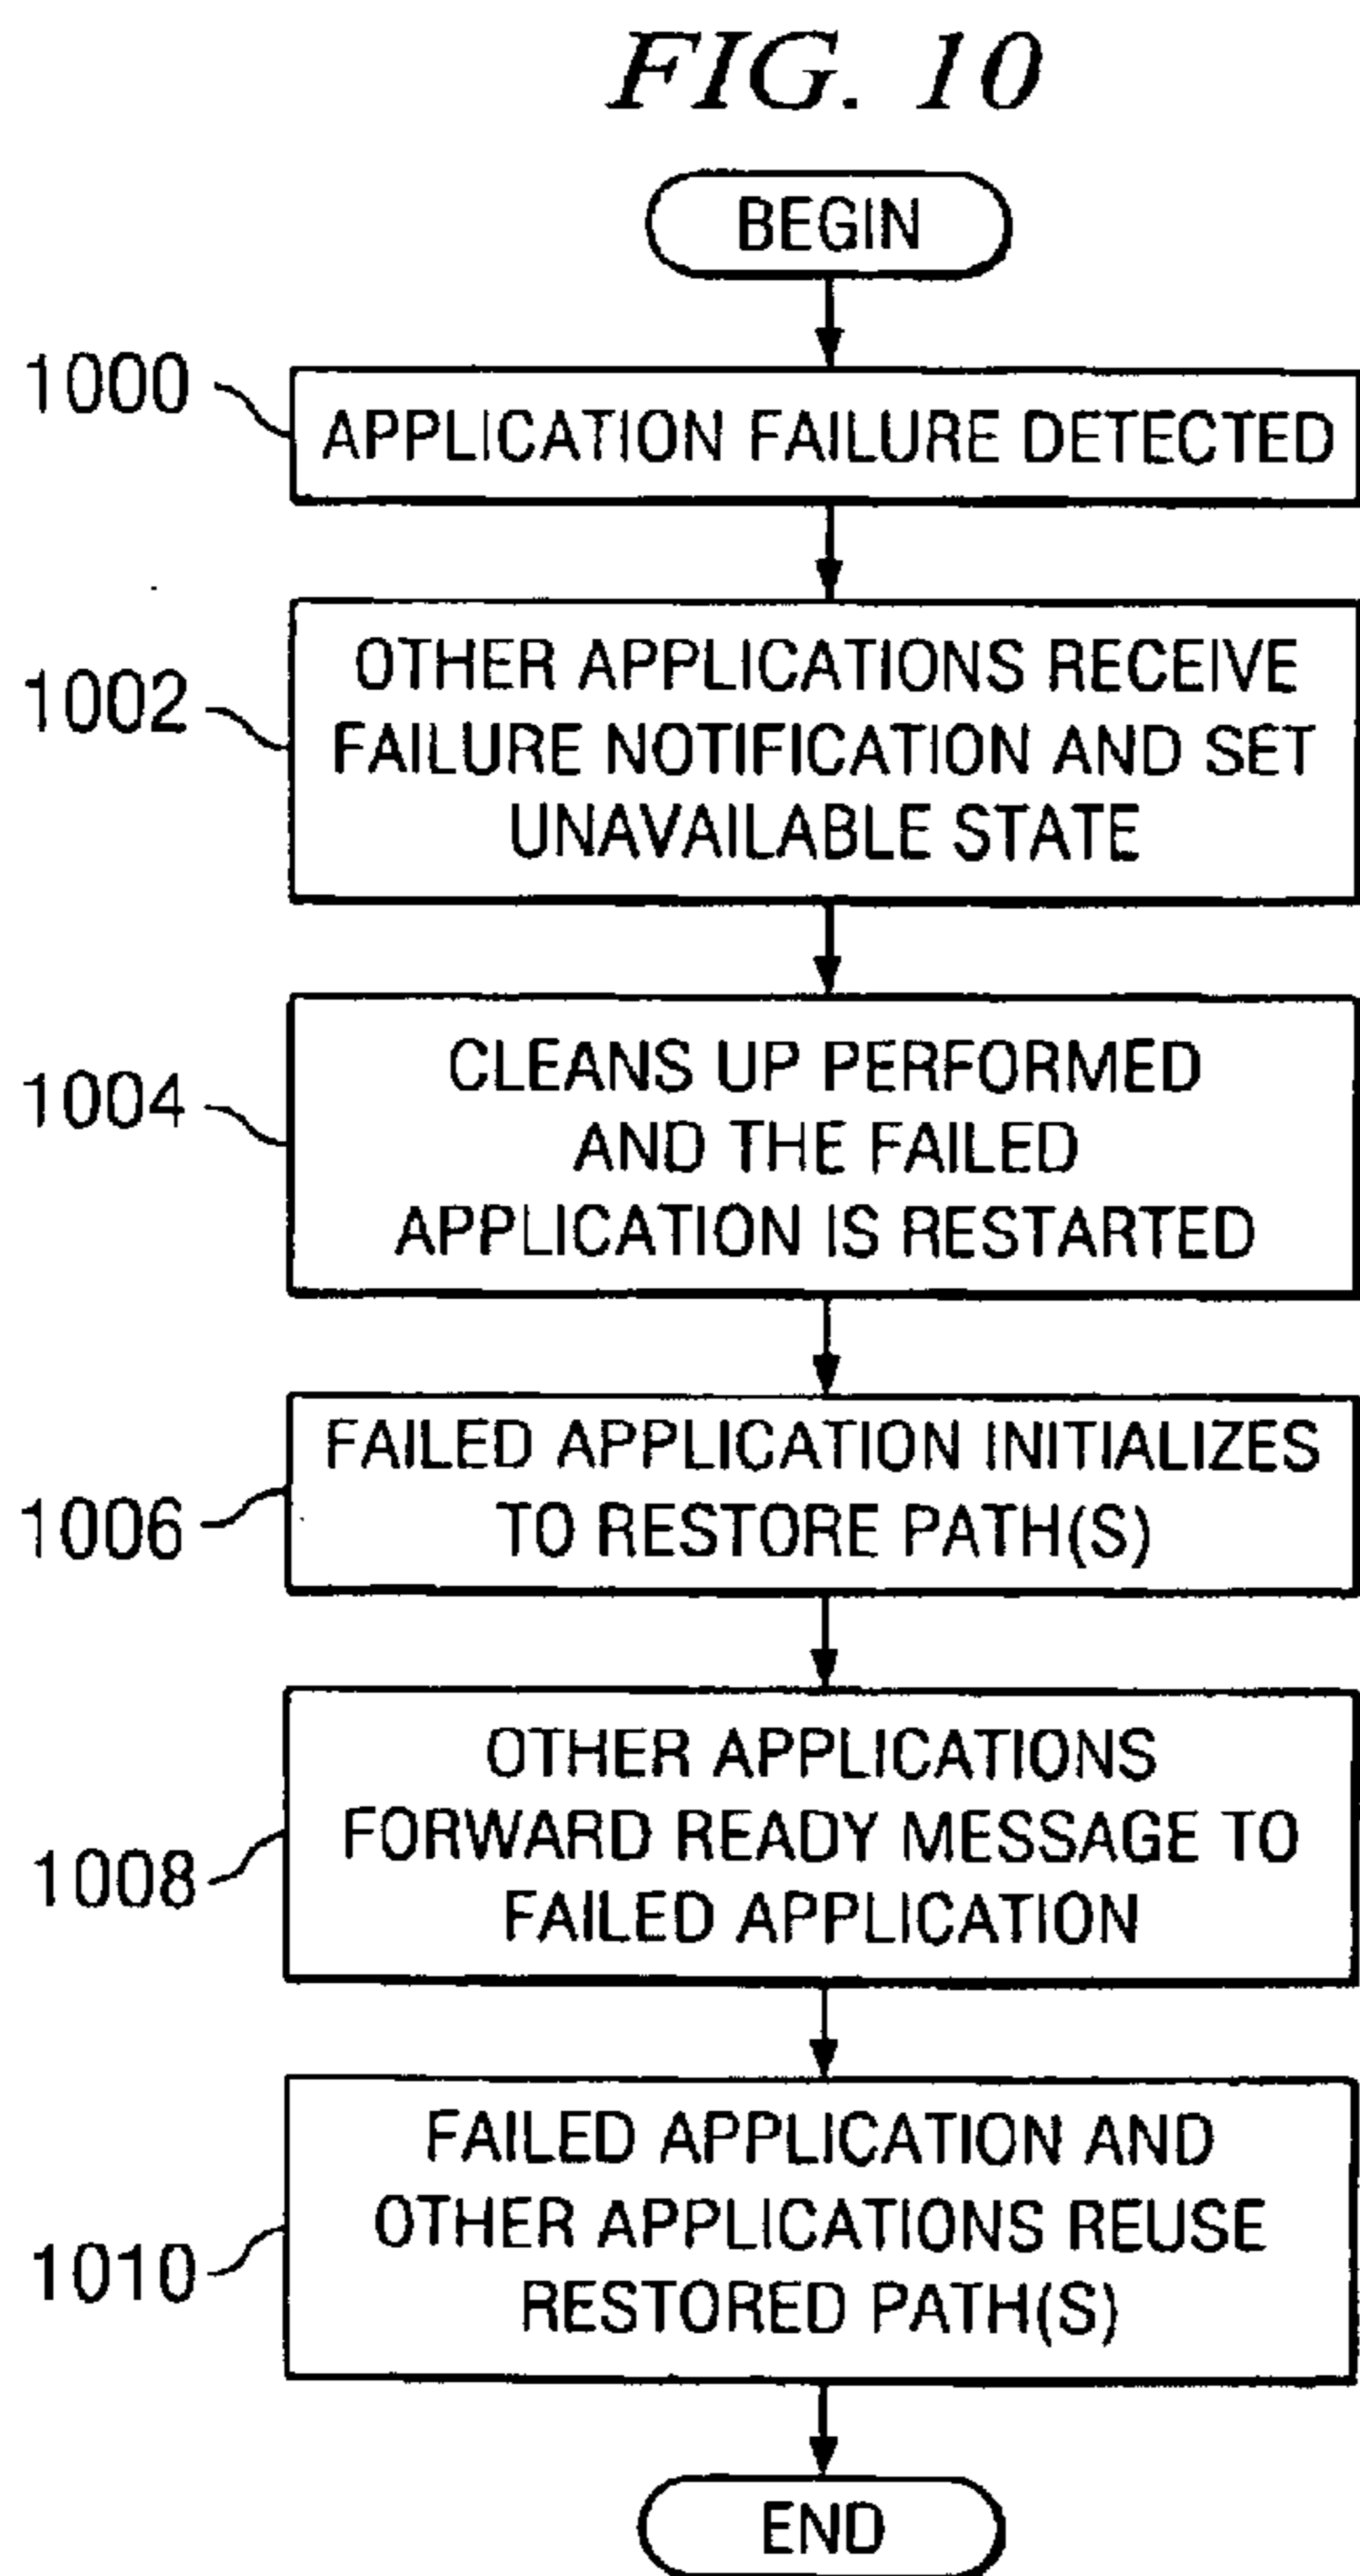 FIG. 10
BEGIN
1000
APPLICATION FAILURE DETECTED
1002
OTHER APPLICATIONS RECEIVE
FAILURE NOTIFICATION AND SET
UNAVAILABLE STATE
1004
CLEANS UP PERFORMED
AND THE FAILED
APPLICATION IS RESTARTED
1006
FAILED APPLICATION INITIALIZES
TO RESTORE PATH(S)
1008
OTHER APPLICATIONS
FORWARD READY MESSAGE TO
FAILED APPLICATION
1010
FAILED APPLICATION AND
OTHER APPLICATIONS REUSE
RESTORED PATH(S)
END